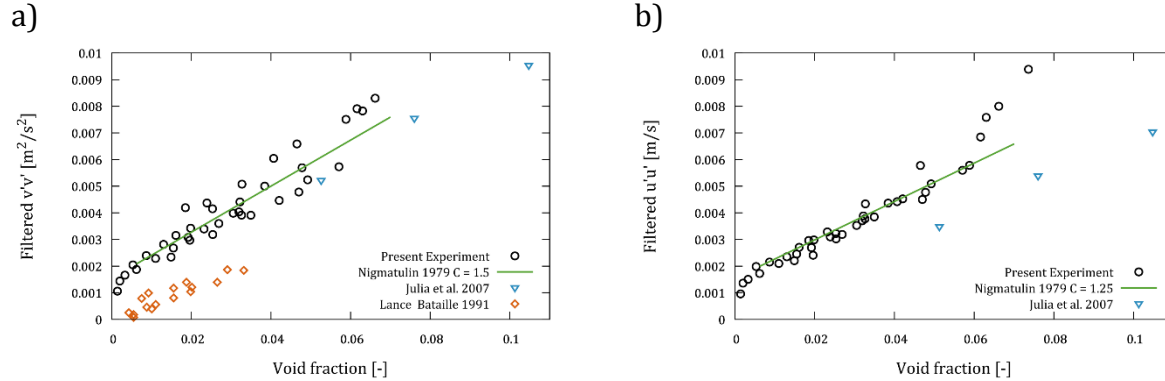 a)
0.01
0.009
0.008
0.007
0.006
0.005
0.004
0.003
0.002
0.001
0
Filtered v'v' [m²/s²]
0
0.02
0.04
0.06
0.08
0.1
Void fraction [-]
Present Experiment
Nigmatulin 1979 C = 1.5
Julia et al. 2007
Lance Bataille 1991
b)
0.01
0.009
0.008
0.007
0.006
0.005
0.004
0.003
0.002
0.001
0
Filtered u'u' [m/s]
0
0.02
0.04
0.06
0.08
0.1
Void fraction [-]
Present Experiment
Nigmatulin 1979 C = 1.25
Julia et al. 2007